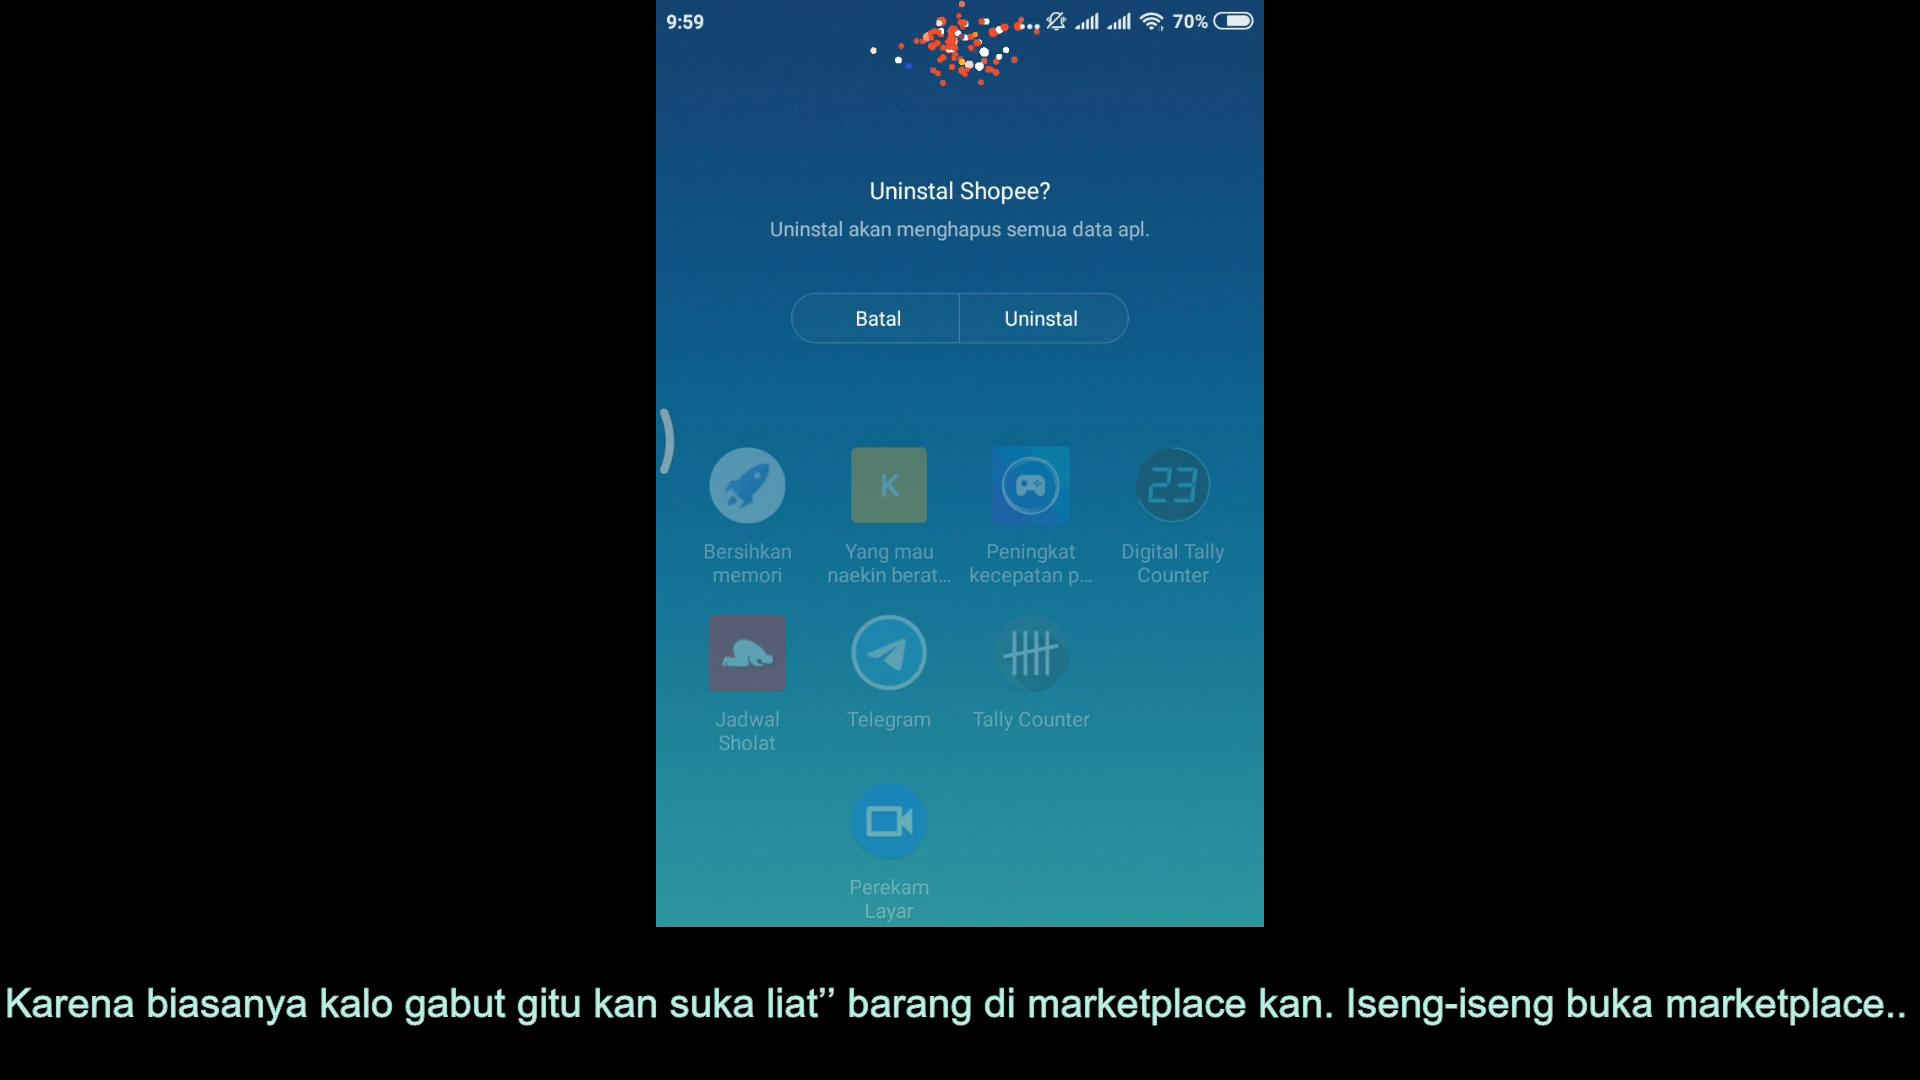 9:59
70%
Uninstal Shopee?
Uninstal akan menghapus semua data apl.
Batal
Uninstal
K
23
Bersihkan
memori
Yang mau
naekin berat...
Peningkat
kecepatan p...
Digital Tally
Counter
Jadwal
Sholat
Telegram
Tally Counter
Perekam
Layar
Karena biasanya kalo gabut gitu kan suka liat’’ barang di marketplace kan. Iseng-iseng buka marketplace..